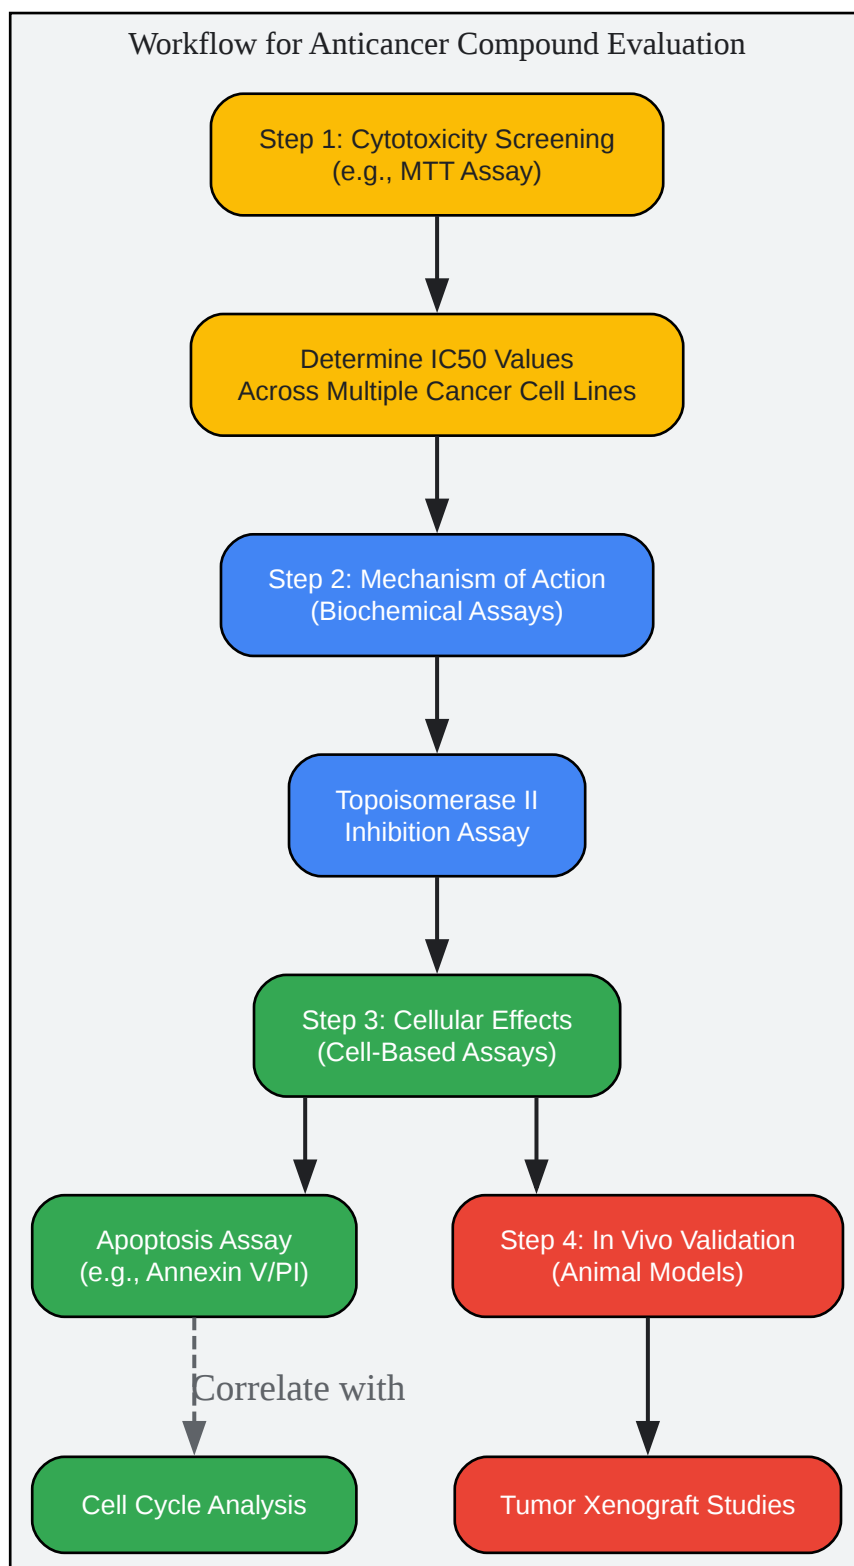 Workflow for Anticancer Compound Evaluation
Step 1: Cytotoxicity Screening
(e.g., MTT Assay)
Determine IC50 Values
Across Multiple Cancer Cell Lines
Step 2: Mechanism of Action
(Biochemical Assays)
Topoisomerase II
Inhibition Assay
Step 3: Cellular Effects
(Cell-Based Assays)
Apoptosis Assay
(e.g., Annexin V/PI)
Step 4: In Vivo Validation
(Animal Models)
Correlate with
Cell Cycle Analysis
Tumor Xenograft Studies